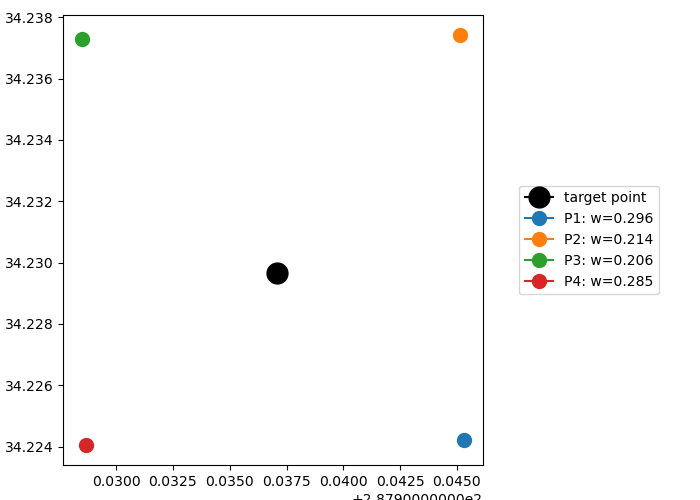 34.238
34.236
34.234
34.232
34.230
34.228
34.226
34.224
0.0300 0.0325 0.0350 0.0375 0.0400 0.0425 0.0450
+2.8790000000e2
target point
P1: w=0.296
P2: w=0.214
P3: w=0.206
P4: w=0.285